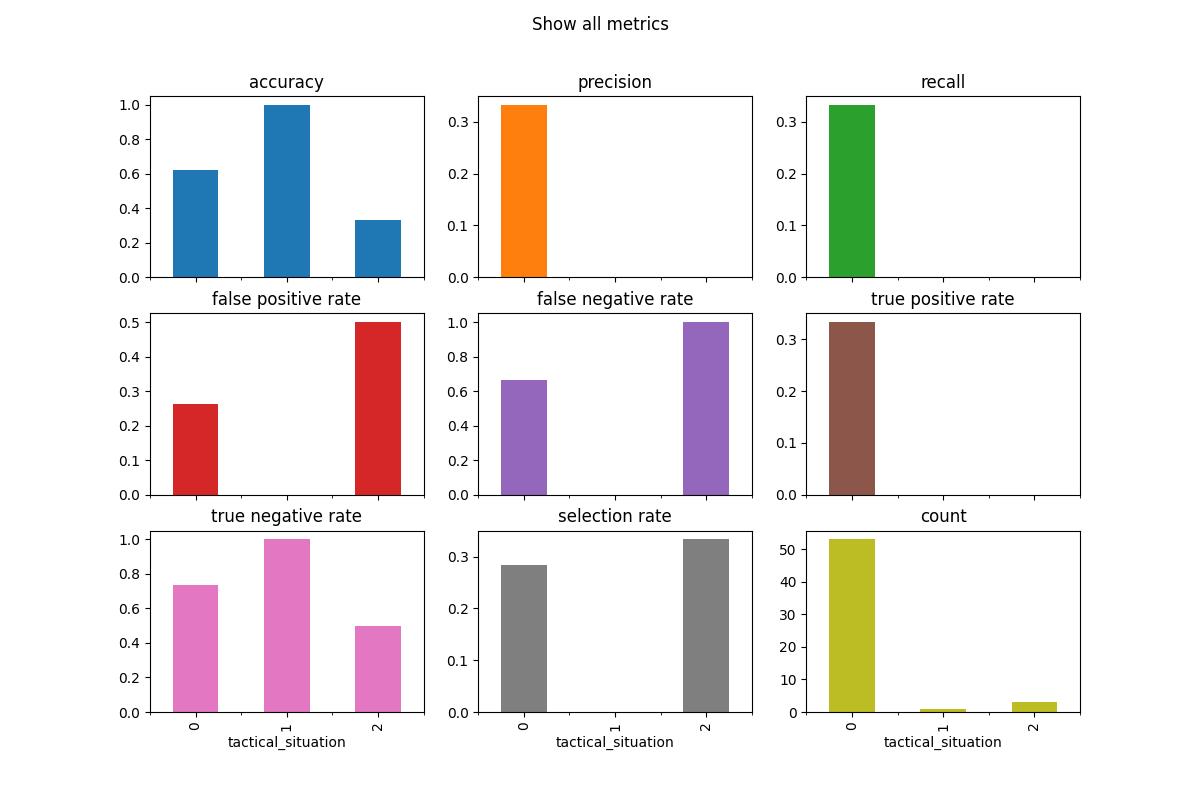 Show all metrics
accuracy
1.0
0.8
0.6
0.4
0.2
0.0
precision
0.3
0.2
0.1
0.0
recall
0.3
0.2
0.1
0.0
false positive rate
0.5
0.4
0.3
0.2
0.1
0.0
false negative rate
1.0
0.8
0.6
0.4
0.2
0.0
true positive rate
0.3
0.2
0.1
0.0
true negative rate
1.0
0.8
0.6
0.4
0.2
0.0
0 1 2
tactical_situation
selection rate
0.3
0.2
0.1
0.0
0 1 2
tactical_situation
count
50
40
30
20
10
0
0 1 2
tactical_situation